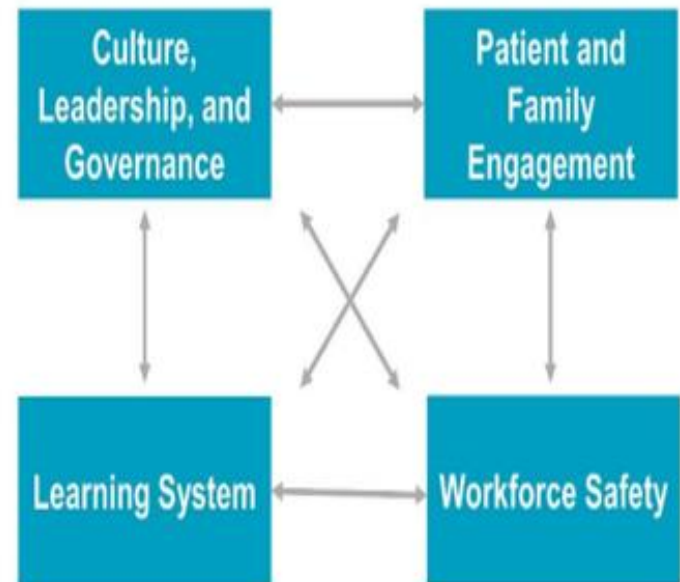 Culture,
Leadership, and
Governance
Patient and
Family
Engagement
Learning System
Workforce Safety